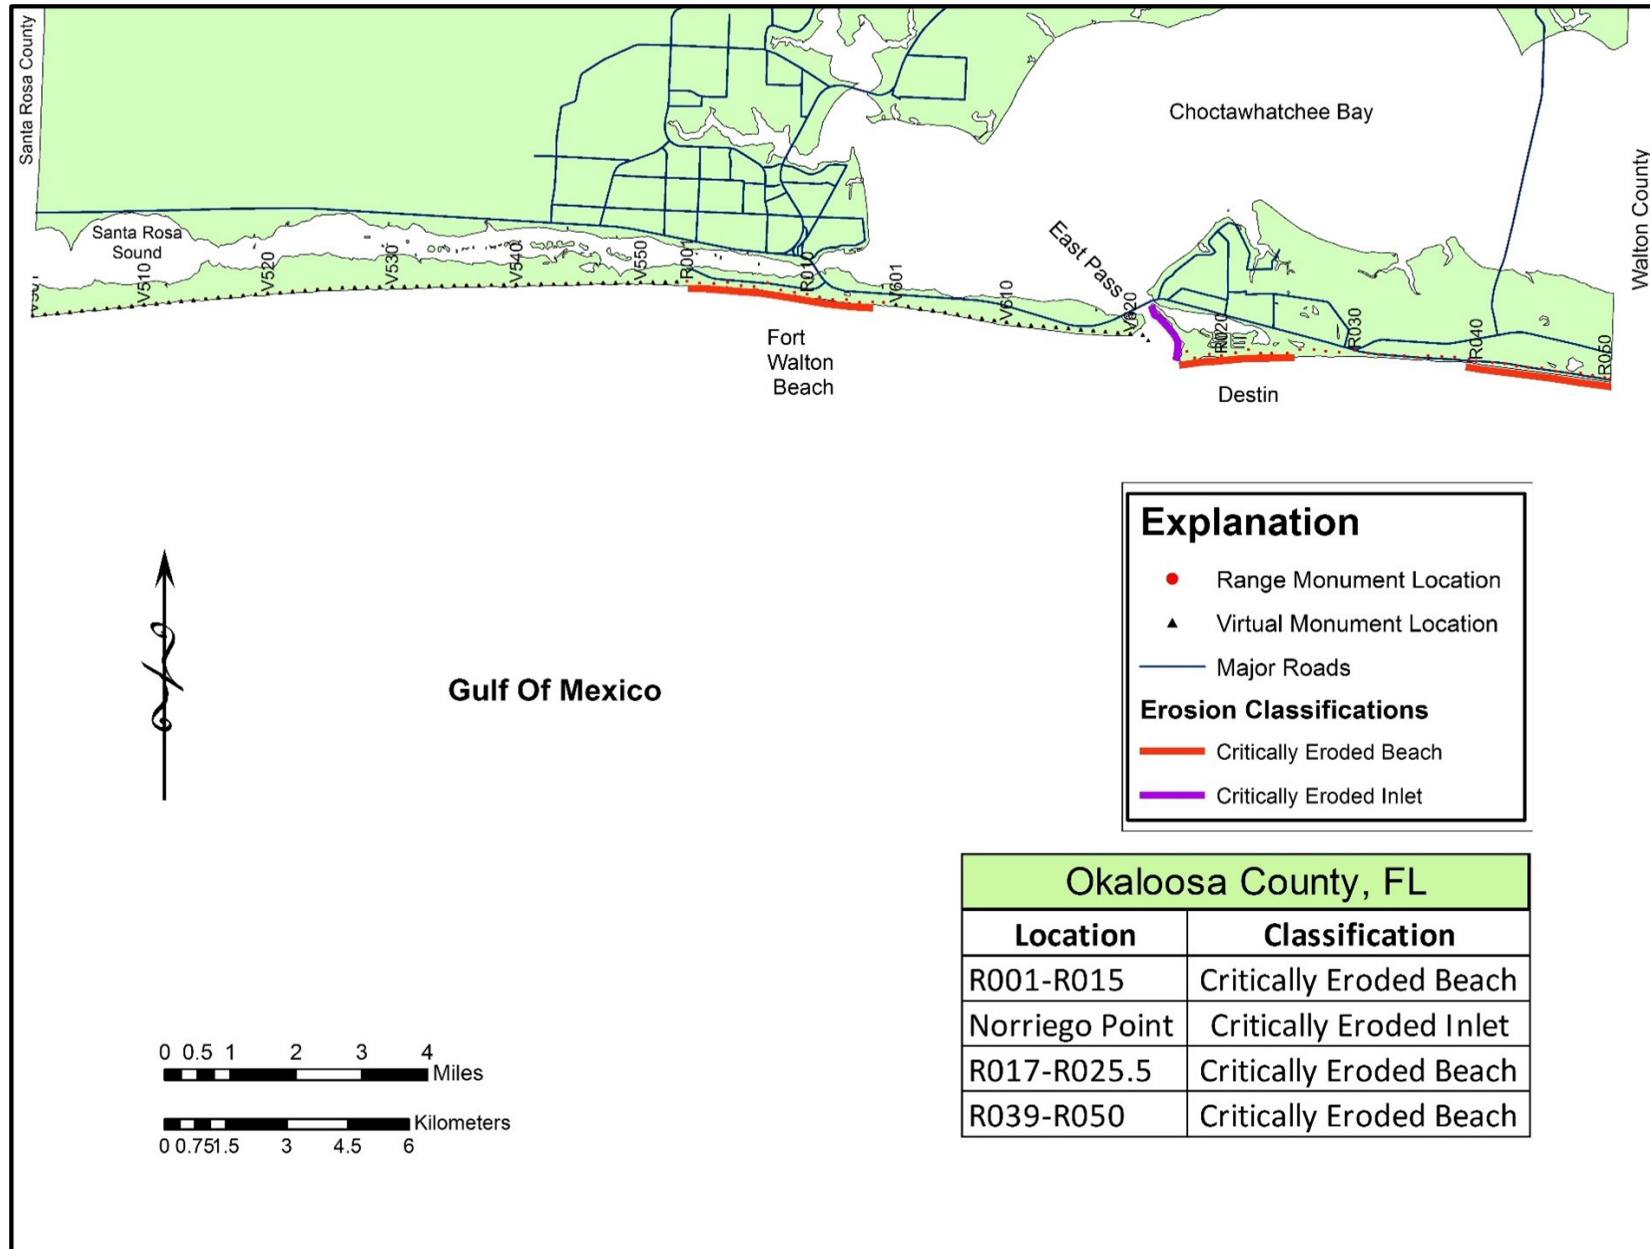 Santa Rosa County
Choctawhatchee Bay
Walton County
Santa Rosa
Sound
East Pass
V501
V510
V520
V530
V540
V550
R001
R010
V601
V610
V620
R020
R030
R040
R050
Fort
Walton
Beach
Destin
Gulf Of Mexico
Explanation
Range Monument Location
Virtual Monument Location
Major Roads
Erosion Classifications
Critically Eroded Beach
Critically Eroded Inlet
Okaloosa County, FL
Location Classification
R001-R015 Critically Eroded Beach
Norriego Point Critically Eroded Inlet
R017-R025.5 Critically Eroded Beach
R039-R050 Critically Eroded Beach
0 0.5 1 2 3 4
Miles
Kilometers
0 0.75 1.5 3 4.5 6